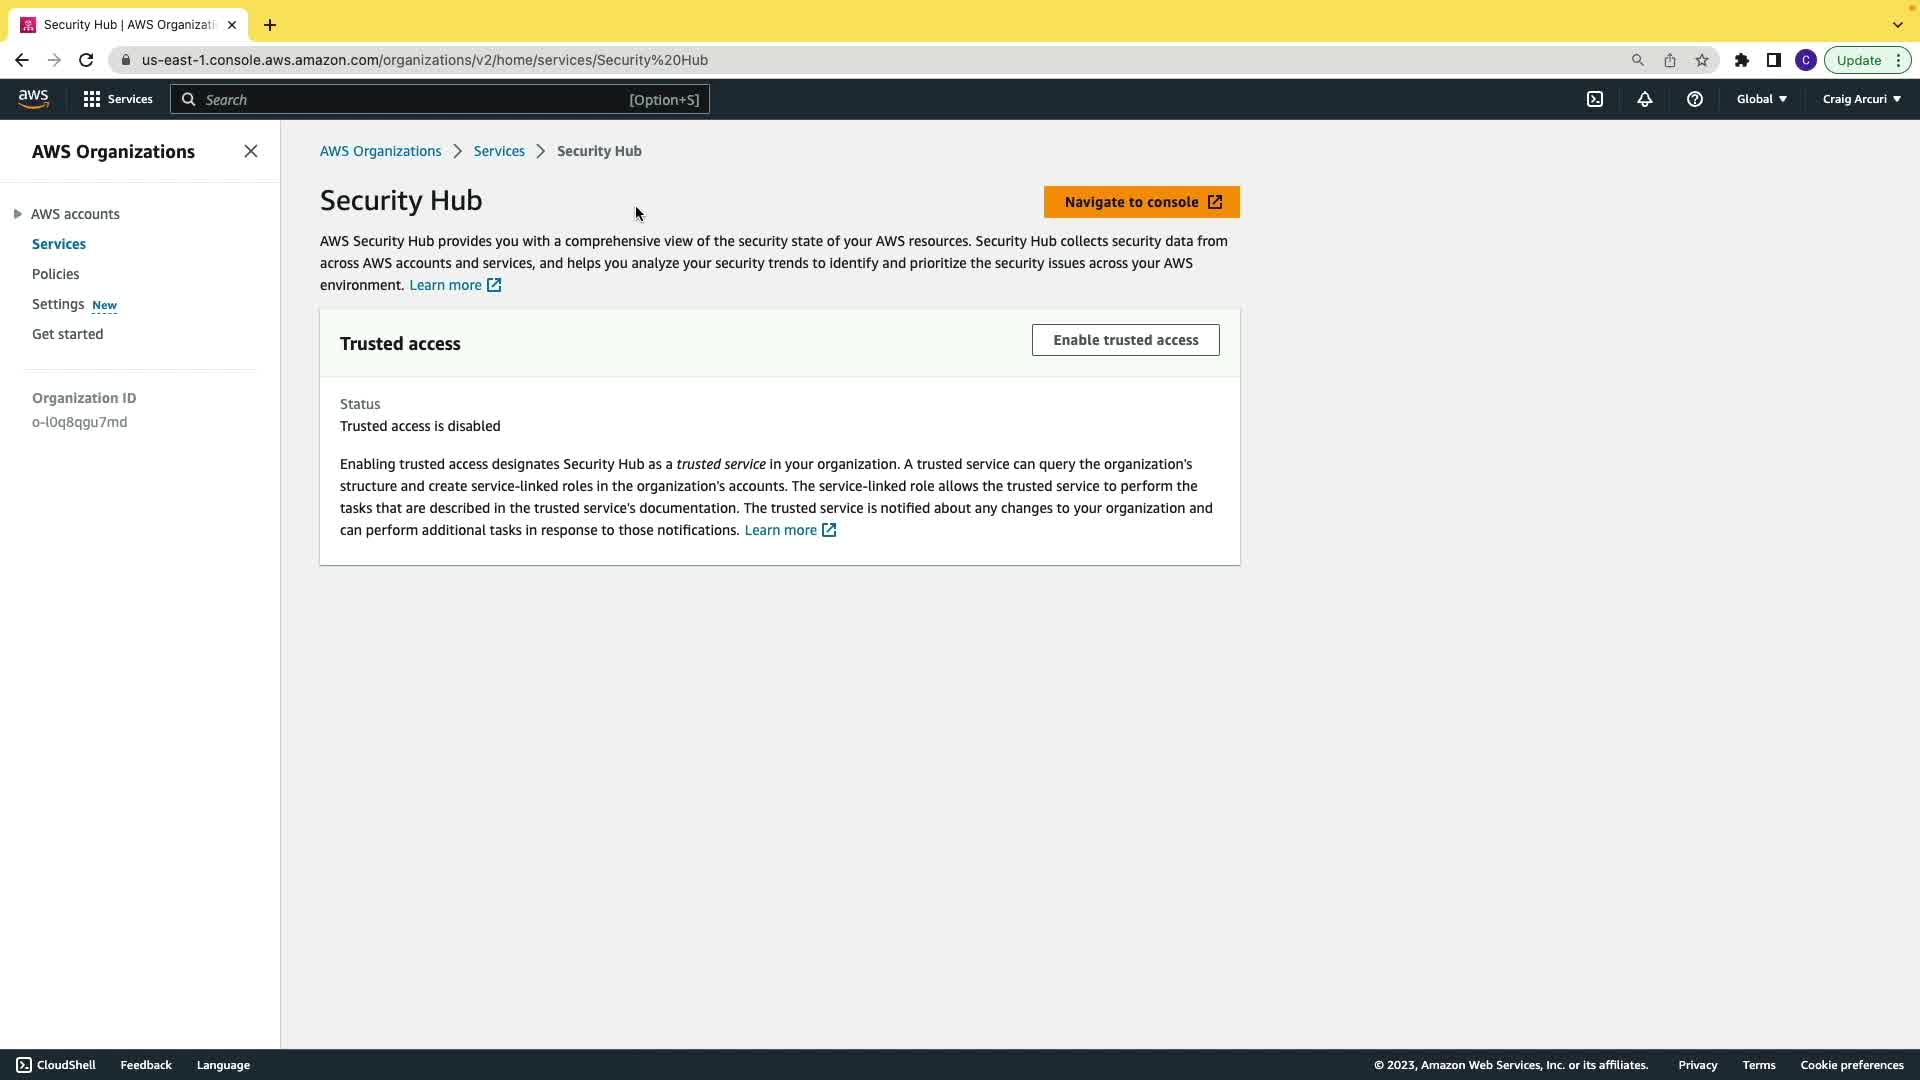 Security Hub | AWS Organizati
us-east-1.console.aws.amazon.com/organizations/v2/home/services/Security%20Hub
C
Update
aws
Services
Search
[Option+S]
Global
Craig Arcuri
AWS Organizations
AWS accounts
Services
Policies
Settings New
Get started
Organization ID
o-l0q8qgu7md
AWS Organizations > Services > Security Hub
Security Hub
Navigate to console
AWS Security Hub provides you with a comprehensive view of the security state of your AWS resources. Security Hub collects security data from
across AWS accounts and services, and helps you analyze your security trends to identify and prioritize the security issues across your AWS
environment. Learn more
Trusted access
Enable trusted access
Status
Trusted access is disabled
Enabling trusted access designates Security Hub as a trusted service in your organization. A trusted service can query the organization's
structure and create service-linked roles in the organization's accounts. The service-linked role allows the trusted service to perform the
tasks that are described in the trusted service's documentation. The trusted service is notified about any changes to your organization and
can perform additional tasks in response to those notifications. Learn more
CloudShell
Feedback
Language
© 2023, Amazon Web Services, Inc. or its affiliates.
Privacy
Terms
Cookie preferences